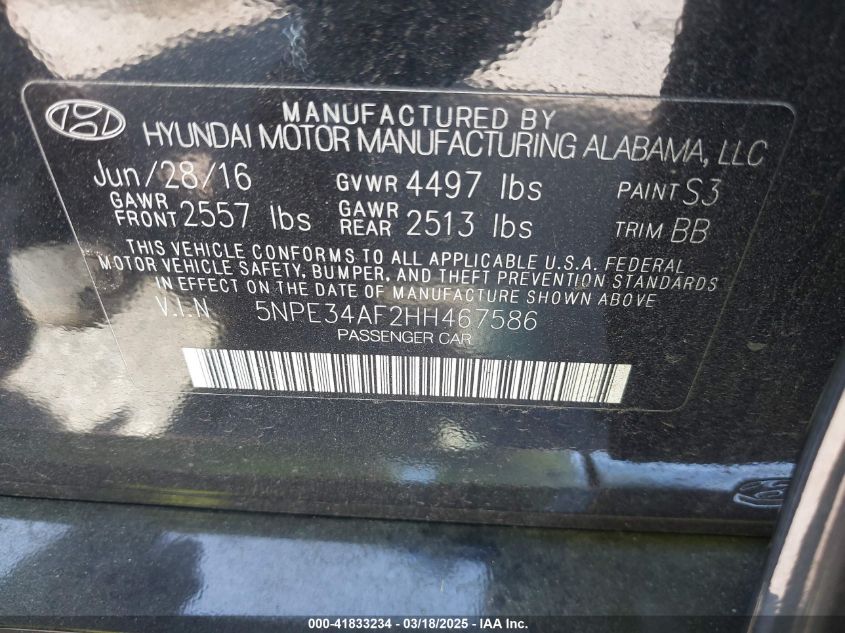 MANUFACTURED BY
HYUNDAI MOTOR MANUFACTURING ALABAMA, LLC
Jun/28/16 GVWR 4497 lbs PAINT S3
GAWR FRONT 2557 lbs GAWR REAR 2513 lbs TRIM BB
THIS VEHICLE CONFORMS TO ALL APPLICABLE U.S.A. FEDERAL
MOTOR VEHICLE SAFETY, BUMPER, AND THEFT PREVENTION STANDARDS
IN EFFECT ON THE DATE OF MANUFACTURE SHOWN ABOVE
V.I.N 5NPE34AF2HH467586
PASSENGER CAR
000-41833234 - 03/18/2025 - IAAI.com